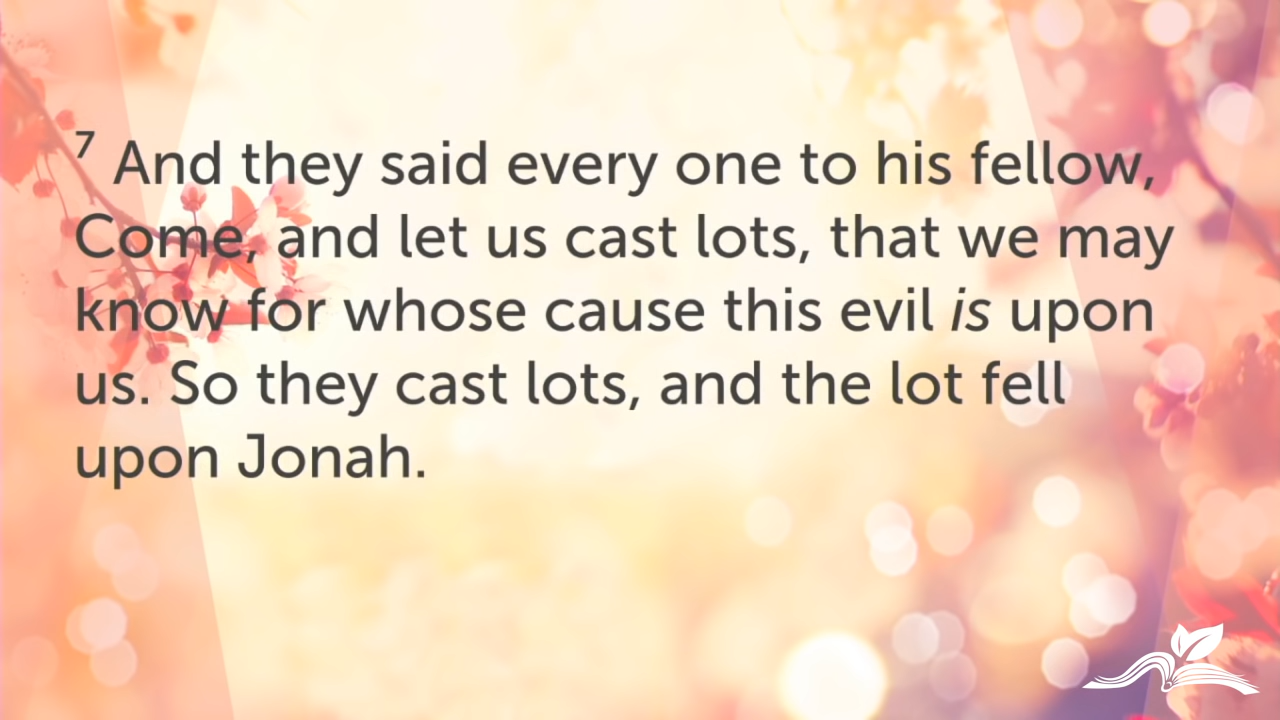 ⁷ And they said every one to his fellow,
Come, and let us cast lots, that we may
know for whose cause this evil is upon
us. So they cast lots, and the lot fell
upon Jonah.